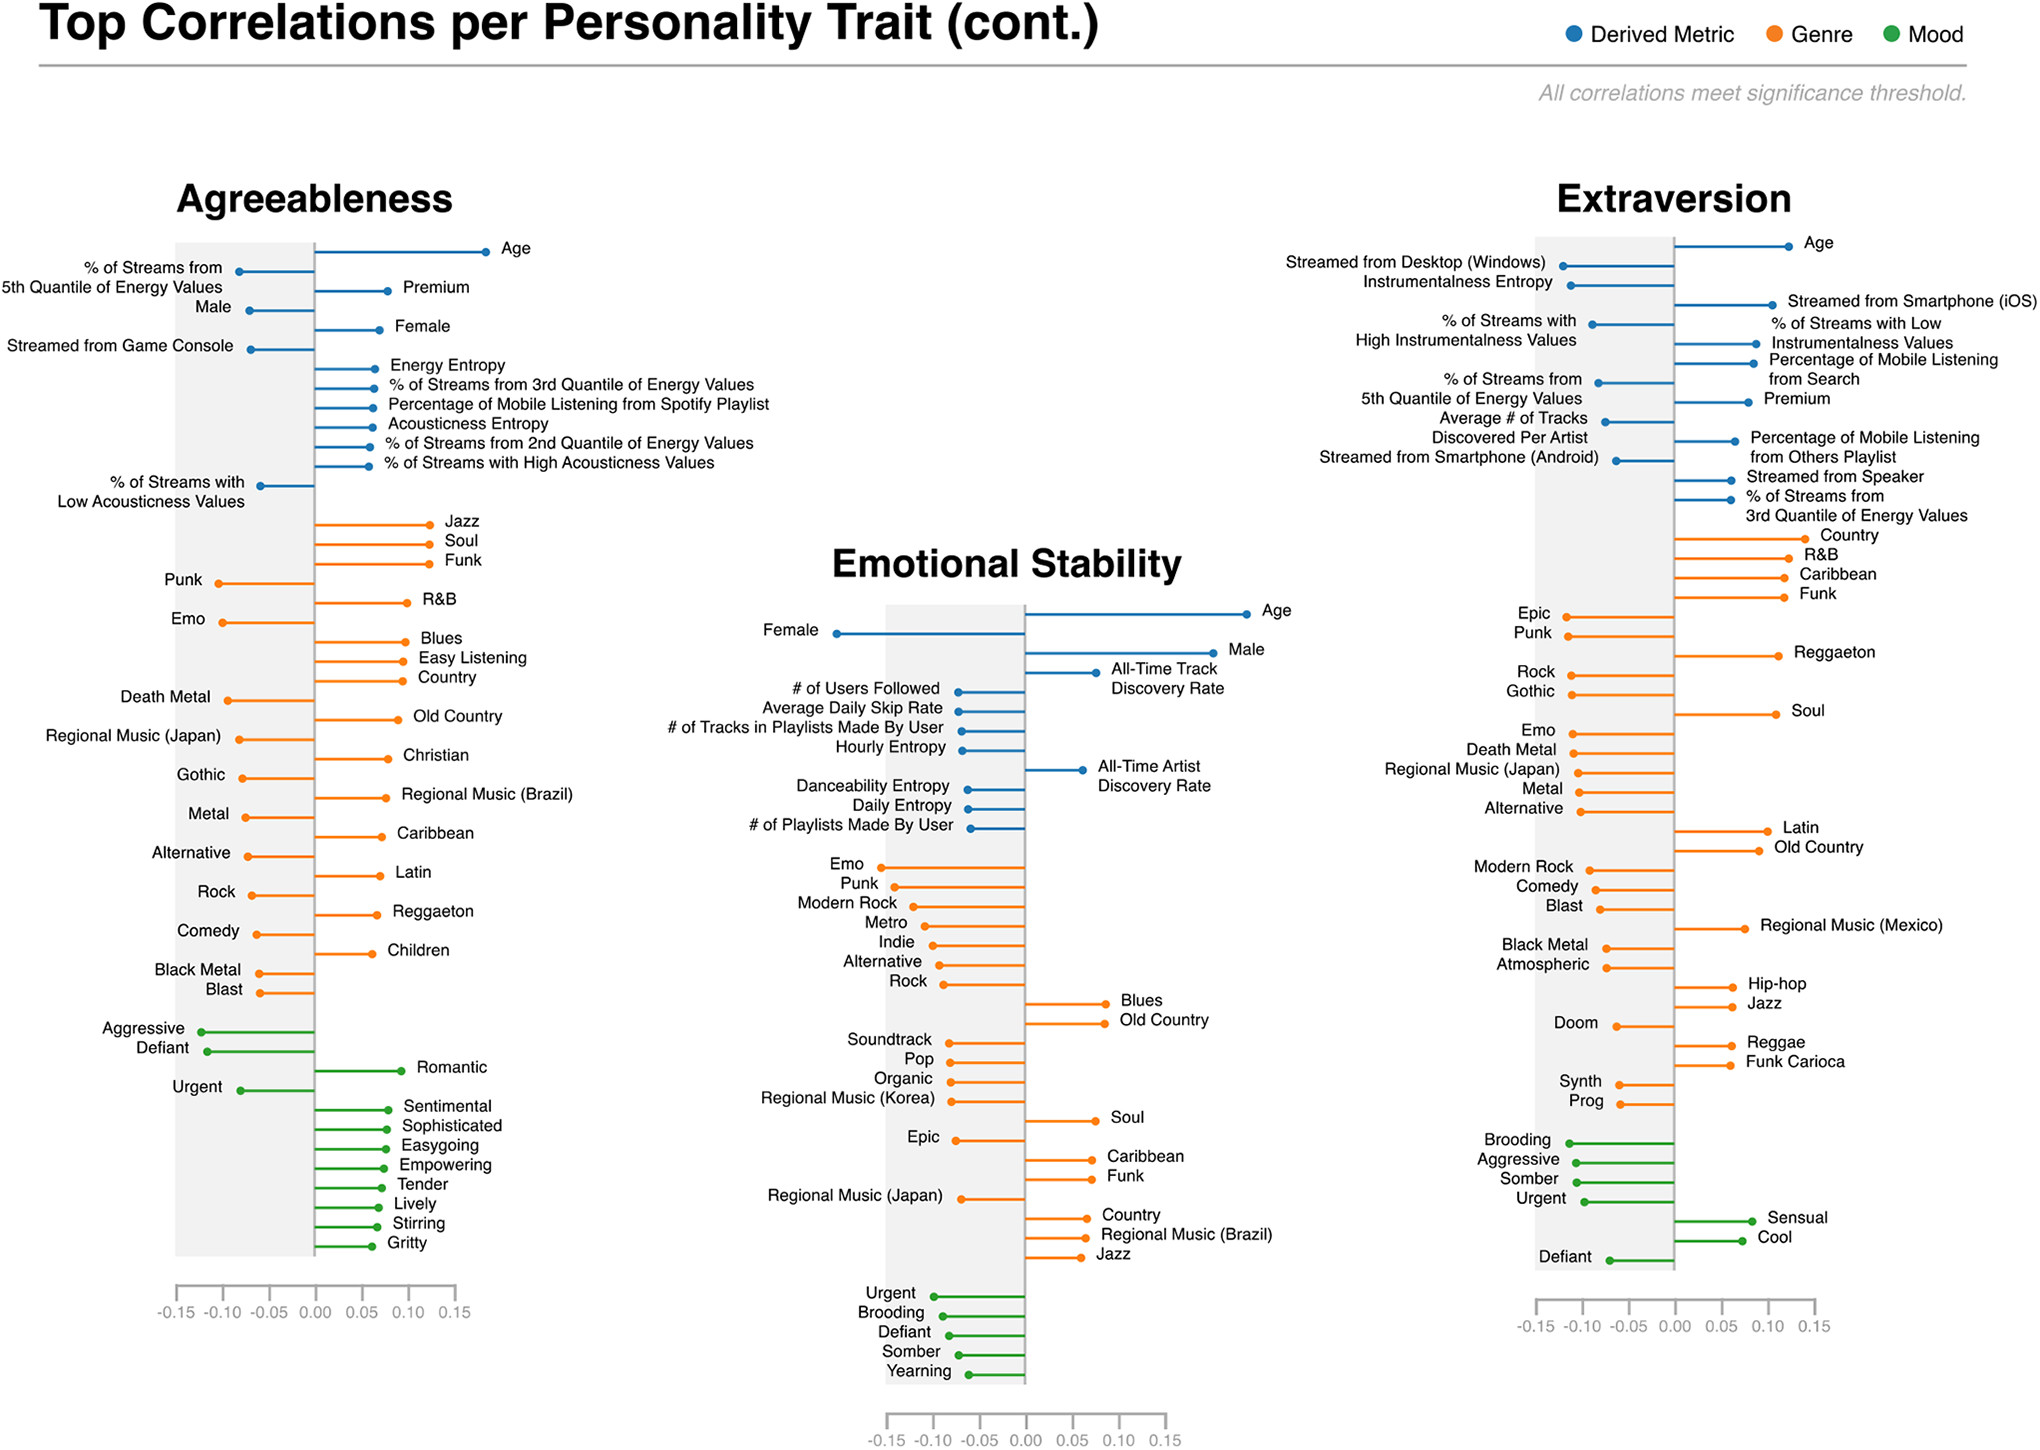 Top Correlations per Personality Trait (cont.)
Derived Metric
Genre
Mood
All correlations meet significance threshold.
Agreeableness
Age
% of Streams from
5th Quantile of Energy Values
Premium
Male
Female
Streamed from Game Console
Energy Entropy
% of Streams from 3rd Quantile of Energy Values
Percentage of Mobile Listening from Spotify Playlist
Acousticness Entropy
% of Streams from 2nd Quantile of Energy Values
% of Streams with High Acousticness Values
% of Streams with
Low Acousticness Values
Jazz
Soul
Funk
Punk
R&B
Emo
Blues
Easy Listening
Country
Death Metal
Old Country
Regional Music (Japan)
Christian
Gothic
Regional Music (Brazil)
Metal
Caribbean
Alternative
Latin
Rock
Reggaeton
Comedy
Children
Black Metal
Blast
Aggressive
Defiant
Romantic
Urgent
Sentimental
Sophisticated
Easygoing
Empowering
Tender
Lively
Stirring
Gritty
-0.15 -0.10 -0.05 0.00 0.05 0.10 0.15
Emotional Stability
Age
Female
Male
All-Time Track
Discovery Rate
# of Users Followed
Average Daily Skip Rate
# of Tracks in Playlists Made By User
Hourly Entropy
All-Time Artist
Discovery Rate
Danceability Entropy
Daily Entropy
# of Playlists Made By User
Emo
Punk
Modern Rock
Metro
Indie
Alternative
Rock
Blues
Old Country
Soundtrack
Pop
Organic
Regional Music (Korea)
Soul
Epic
Caribbean
Funk
Regional Music (Japan)
Country
Regional Music (Brazil)
Jazz
Urgent
Brooding
Defiant
Somber
Yearning
-0.15 -0.10 -0.05 0.00 0.05 0.10 0.15
Extraversion
Age
Streamed from Desktop (Windows)
Instrumentalness Entropy
Streamed from Smartphone (iOS)
% of Streams with
High Instrumentalness Values
% of Streams with Low
Instrumentalness Values
Percentage of Mobile Listening
from Search
% of Streams from
5th Quantile of Energy Values
Premium
Average # of Tracks
Discovered Per Artist
Percentage of Mobile Listening
from Others Playlist
Streamed from Smartphone (Android)
Streamed from Speaker
% of Streams from
3rd Quantile of Energy Values
Country
R&B
Caribbean
Funk
Epic
Punk
Reggaeton
Rock
Gothic
Soul
Emo
Death Metal
Regional Music (Japan)
Metal
Alternative
Latin
Old Country
Modern Rock
Comedy
Blast
Regional Music (Mexico)
Black Metal
Atmospheric
Hip-hop
Jazz
Doom
Reggae
Funk Carioca
Synth
Prog
Brooding
Aggressive
Somber
Urgent
Sensual
Cool
Defiant
-0.15 -0.10 -0.05 0.00 0.05 0.10 0.15